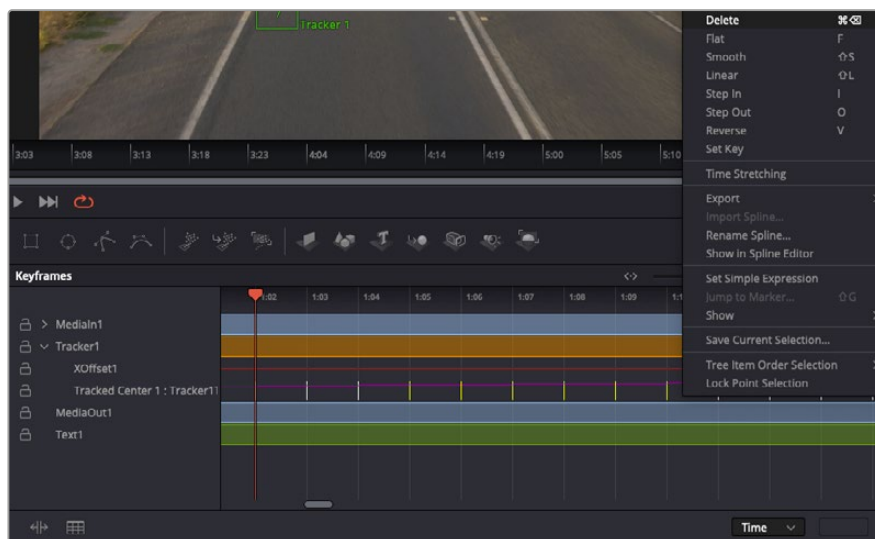 Tracker 1
Delete ⌘⌫
Flat F
Smooth ⇧S
Linear ⇧L
Step In I
Step Out O
Reverse V
Set Key
Time Stretching
Export
Import Spline...
Rename Spline...
Show in Spline Editor
Set Simple Expression
Jump to Marker... ⇧G
Show
Save Current Selection...
Tree Item Order Selection
Lock Point Selection
3:03 3:08 3:13 3:18 3:23 4:04 4:09 4:14 4:19 5:00 5:05 5:10
Keyframes
1:02 1:03 1:04 1:05 1:06 1:07 1:08 1:09
MediaIn1
Tracker1
XOffset1
Tracked Center 1 : Tracker1
MediaOut1
Text1
Time